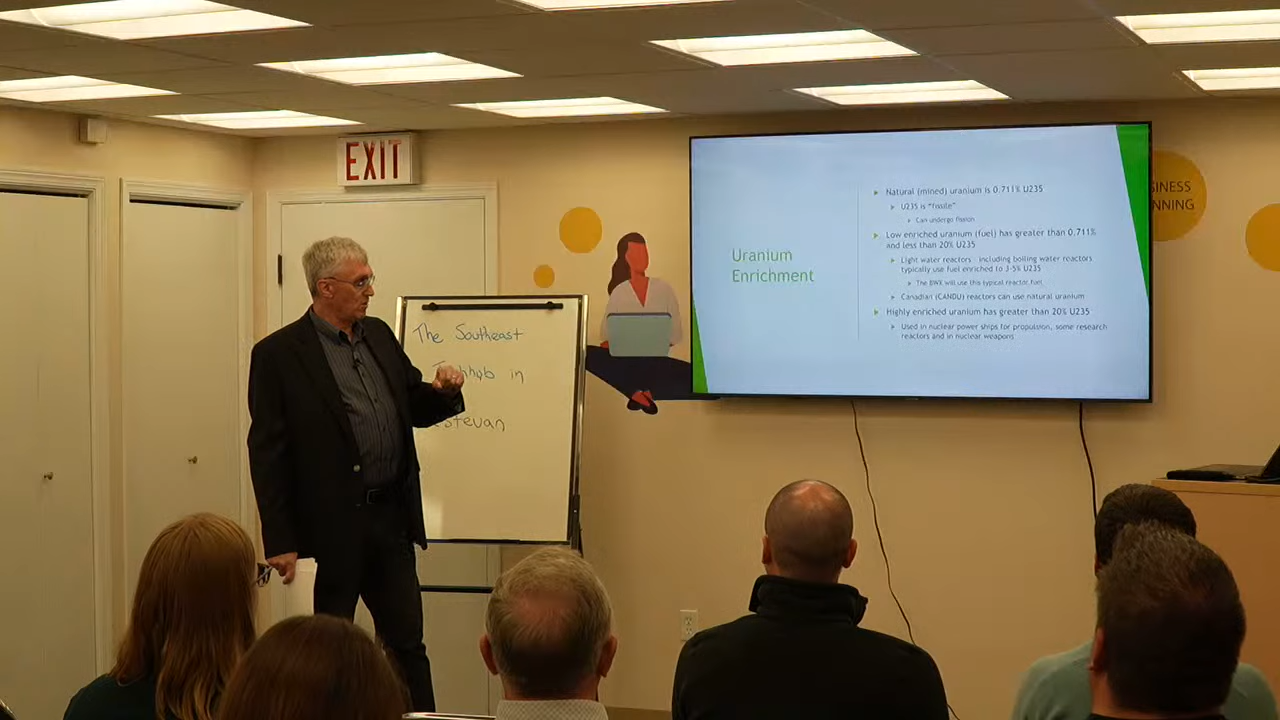 EXIT
The Southeast
in
Uranium
Enrichment
Natural (mined) uranium is 0.711% U235
U235 is "fissile"
Can undergo fission
Low enriched uranium (fuel) has greater than 0.711%
and less than 20% U235
Light water reactors including boiling water reactors
typically use fuel enriched to 3-5% U235
The BWX will use this typical reactor fuel
Canadian (CANDU) reactors can use natural uranium
Highly enriched uranium has greater than 20% U235
Used in nuclear power ships for propulsion, some research
reactors and in nuclear weapons